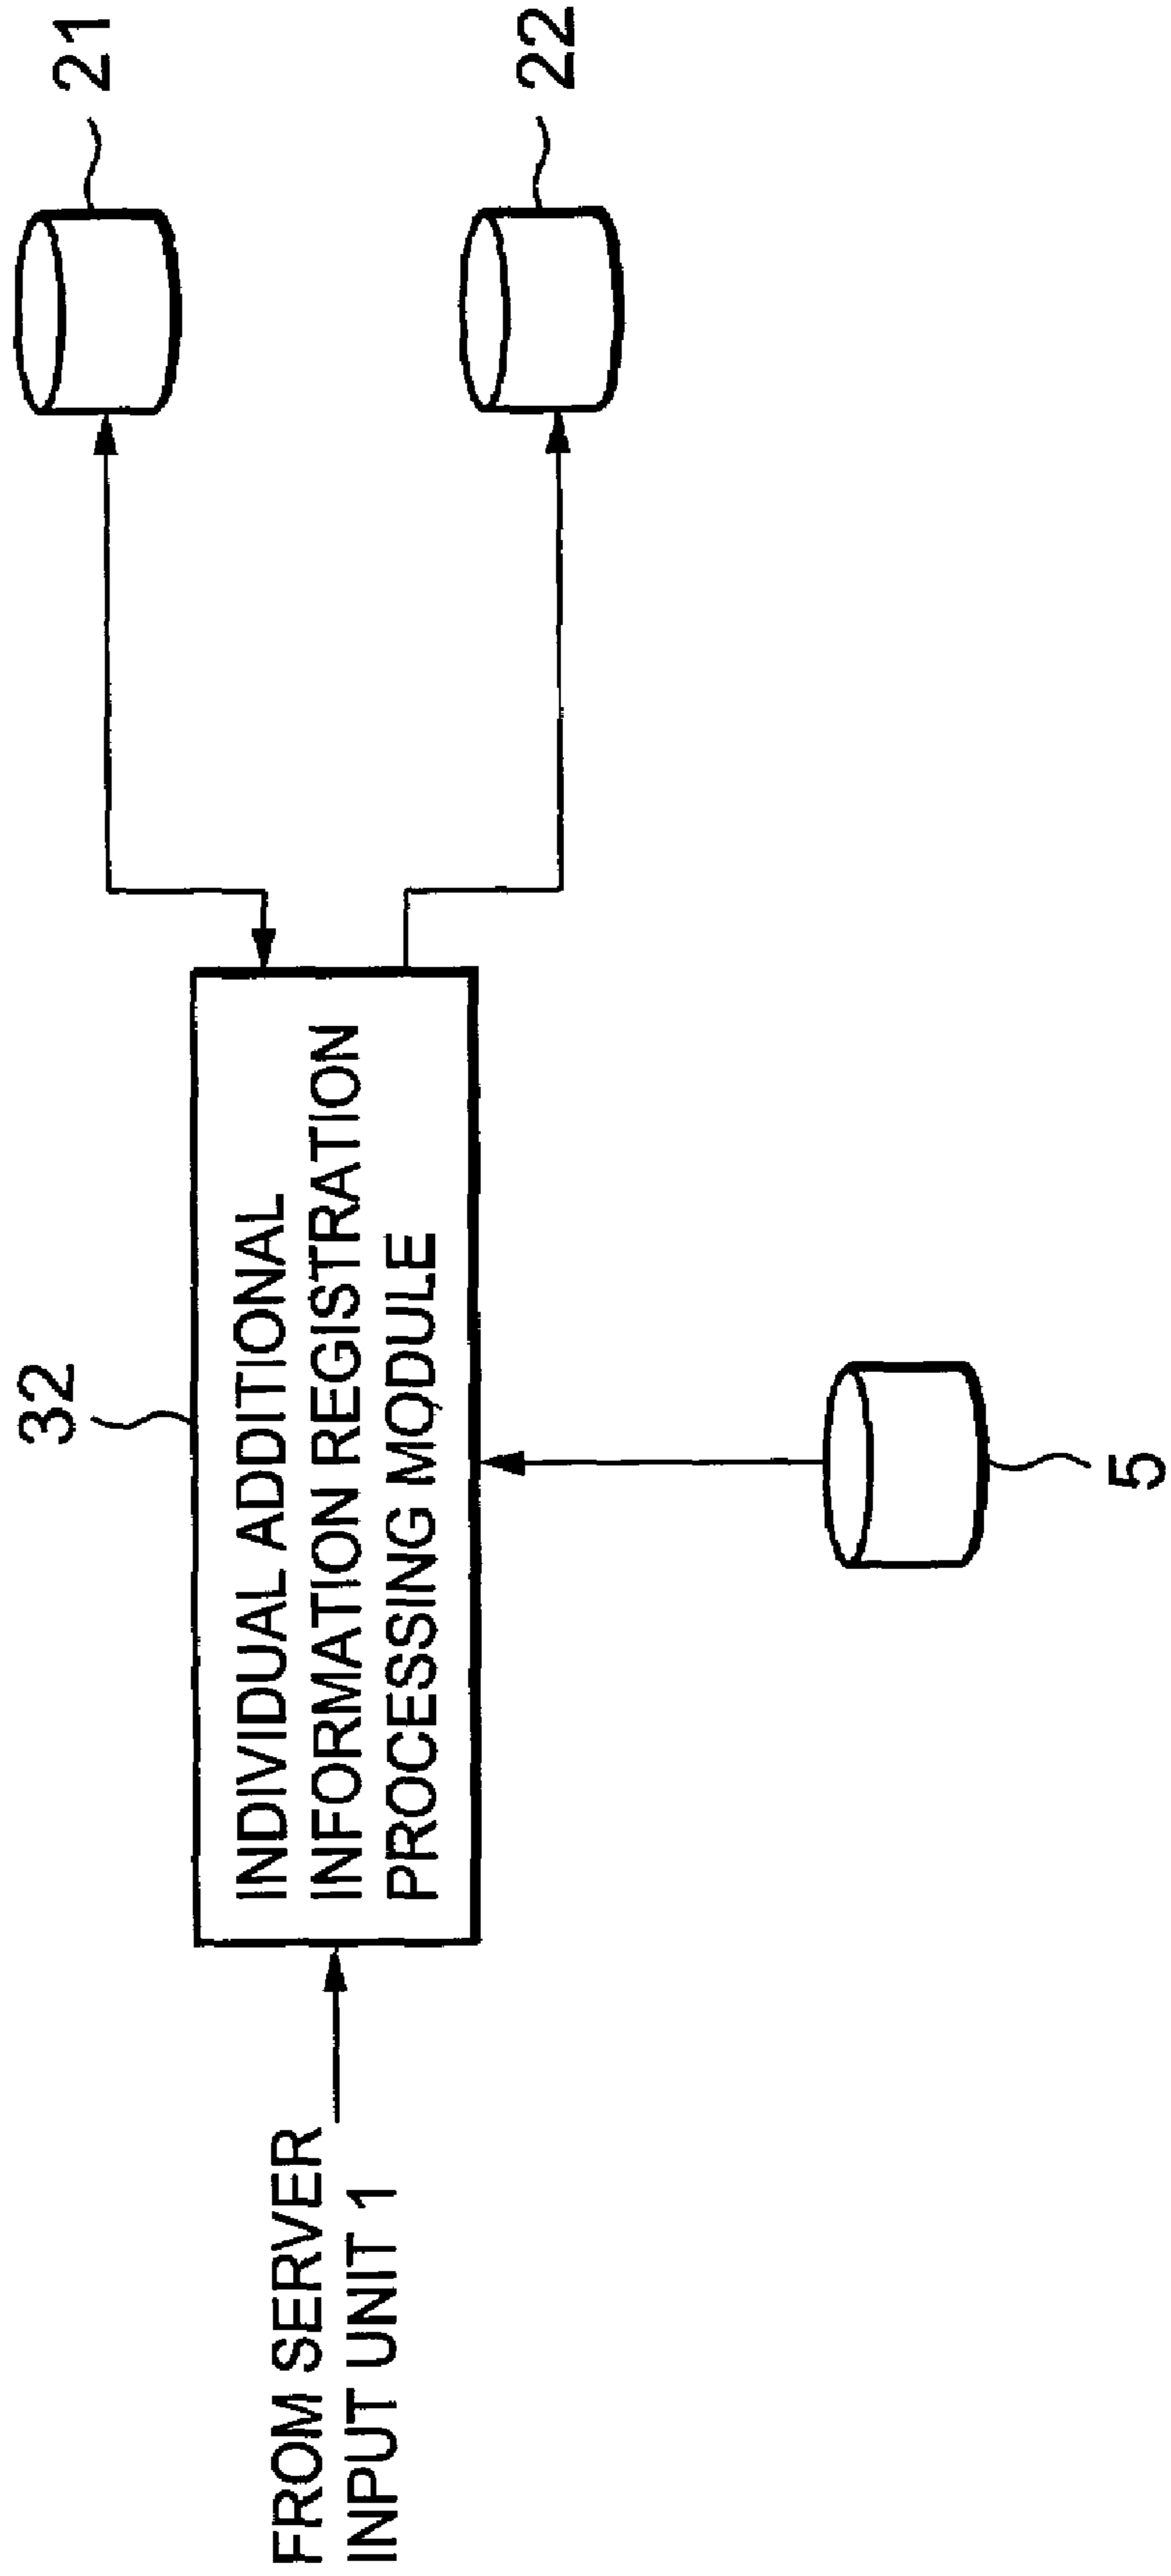 21
32
INDIVIDUAL ADDITIONAL
INFORMATION REGISTRATION
PROCESSING MODULE
FROM SERVER
INPUT UNIT 1
22
5